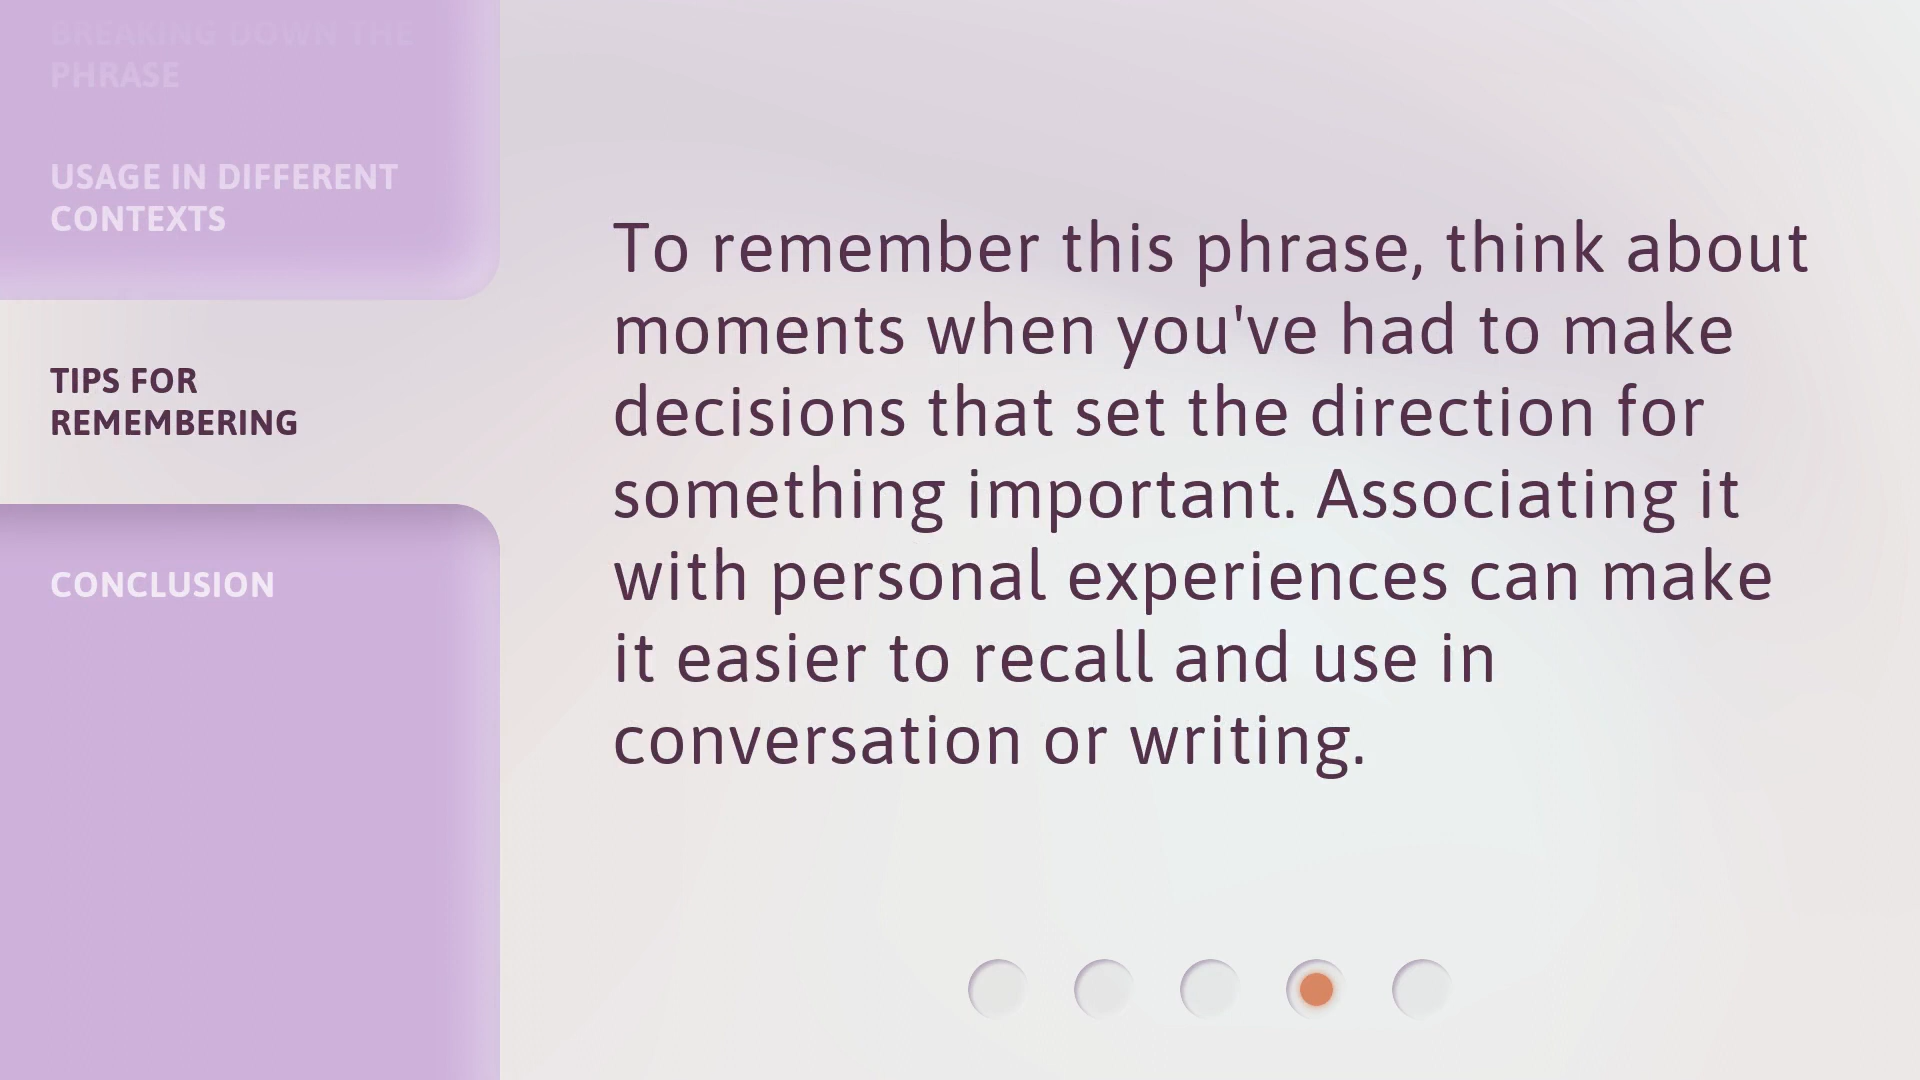 BREAKING DOWN THE
PHRASE
USAGE IN DIFFERENT
CONTEXTS
TIPS FOR
REMEMBERING
CONCLUSION
To remember this phrase, think about
moments when you've had to make
decisions that set the direction for
something important. Associating it
with personal experiences can make
it easier to recall and use in
conversation or writing.